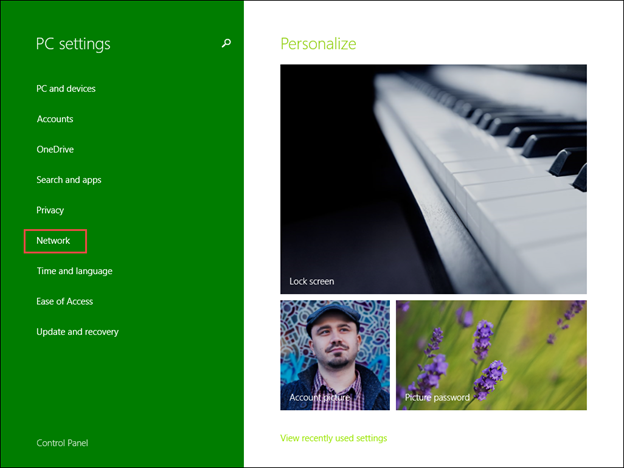 PC settings
PC and devices
Accounts
OneDrive
Search and apps
Privacy
Network
Time and language
Ease of Access
Update and recovery
Control Panel
Personalize
Lock screen
Account picture
Picture password
View recently used settings